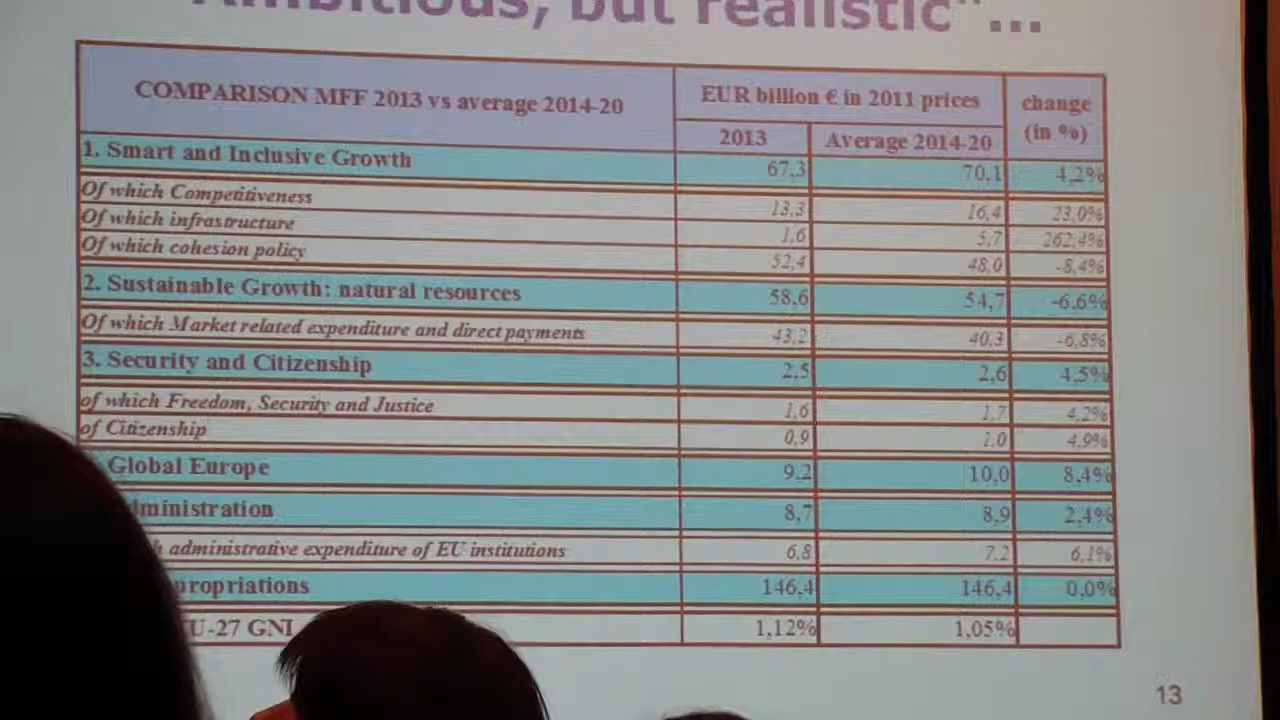 Ambitious, but realistic"...
COMPARISON MFF 2013 vs average 2014-20 EUR billion € in 2011 prices change (in %)
2013 Average 2014-20
1. Smart and Inclusive Growth 67,3 70,1 4,2%
Of which Competitiveness 13,3 16,4 23,0%
Of which infrastructure 1,6 5,7 262,4%
Of which cohesion policy 52,4 48,0 -8,4%
2. Sustainable Growth: natural resources 58,6 54,7 -6,6%
Of which Market related expenditure and direct payments 43,2 40,3 -6,8%
3. Security and Citizenship 2,5 2,6 4,5%
of which Freedom, Security and Justice 1,6 1,7 4,2%
of Citizenship 0,9 1,0 4,9%
Global Europe 9,2 10,0 8,4%
dministration 8,7 8,9 2,4%
h administrative expenditure of EU institutions 6,8 7,2 6,1%
propriations 146,4 146,4 0,0%
U-27 GNI 1,12% 1,05%
13